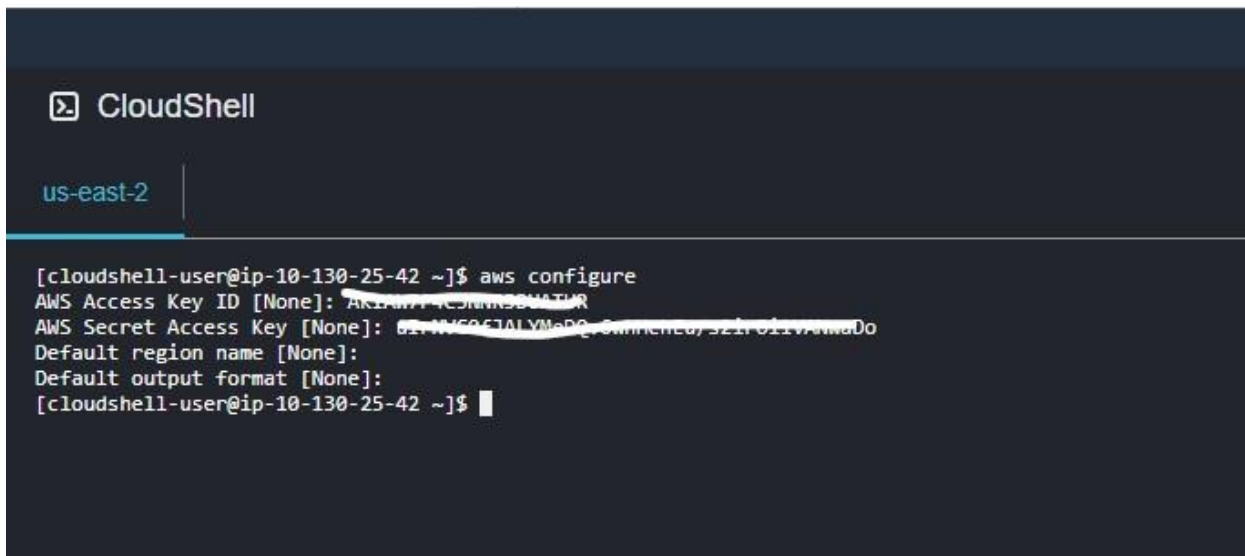 CloudShell
us-east-2
[cloudshell-user@ip-10-130-25-42 ~]$ aws configure
AWS Access Key ID [None]:
AWS Secret Access Key [None]:
Default region name [None]:
Default output format [None]:
[cloudshell-user@ip-10-130-25-42 ~]$